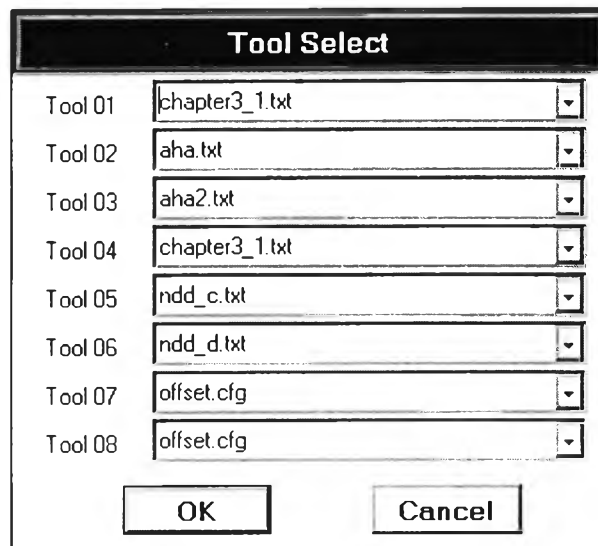 Tool Select
Tool 01 chapter3_1.txt
Tool 02 aha.txt
Tool 03 aha2.txt
Tool 04 chapter3_1.txt
Tool 05 ndd_c.txt
Tool 06 ndd_d.txt
Tool 07 offset.cfg
Tool 08 offset.cfg
OK Cancel